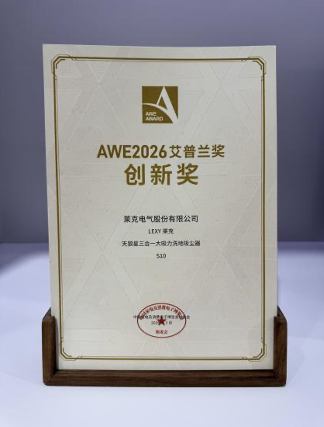 AWE
AWARD
AWE2026艾普兰奖
创新奖
莱克电气股份有限公司
LEXY 莱克
天狼星三合一大吸力洗地吸尘器
S10